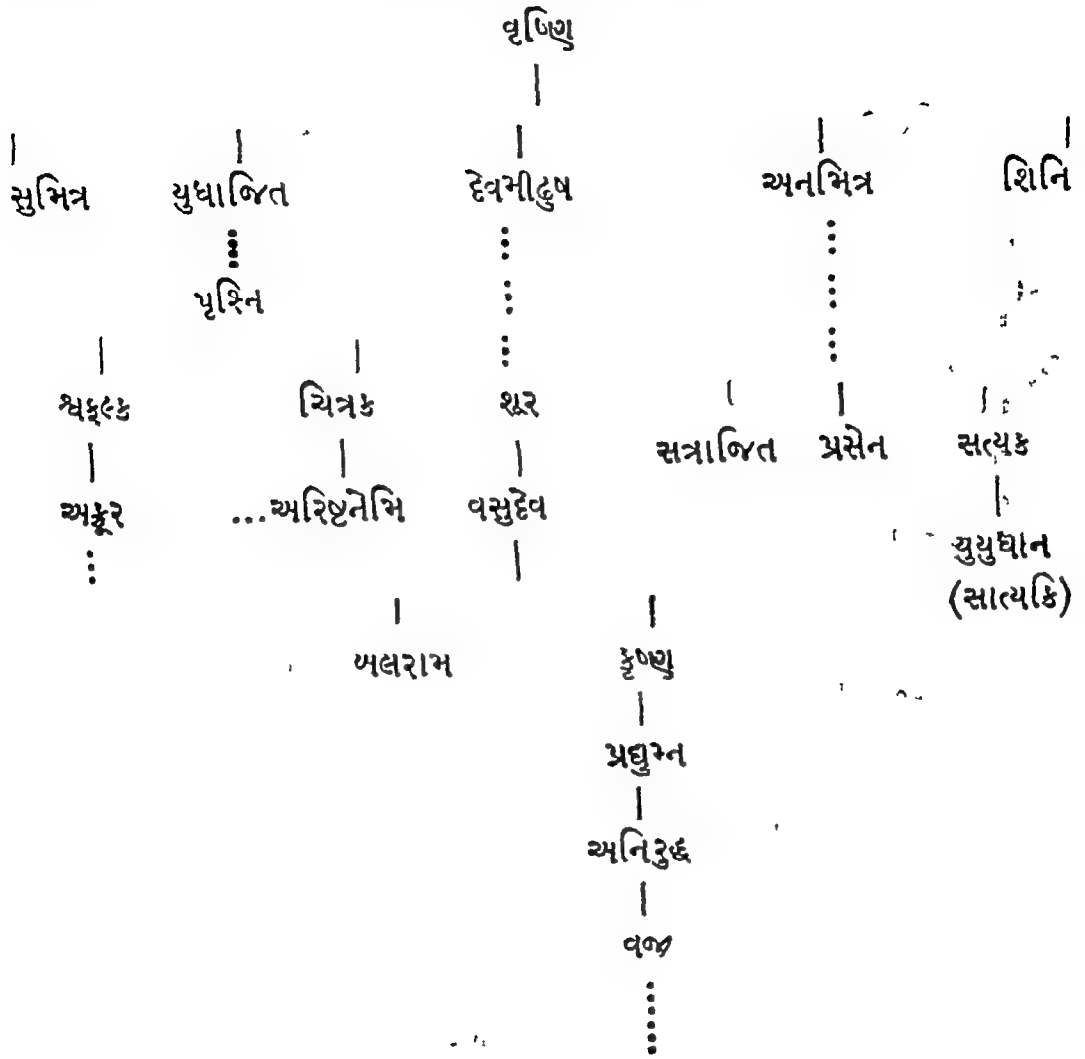 વૃષ્ણિ
સુમિત્ર યુધાજિત દેવમીઢુષ અનમિત્ર શિનિ
પૃશ્નિ
શ્વફલ્ક ચિત્રક શૂર
સત્રાજિત પ્રસેન સત્યક
અક્રૂર ...અરિષ્ટનેમિ વસુદેવ
યુયુધાન
(સાત્યકિ)
બલરામ કૃષ્ણ
પ્રદ્યુમ્ન
અનિરુદ્ધ
વજ્ર